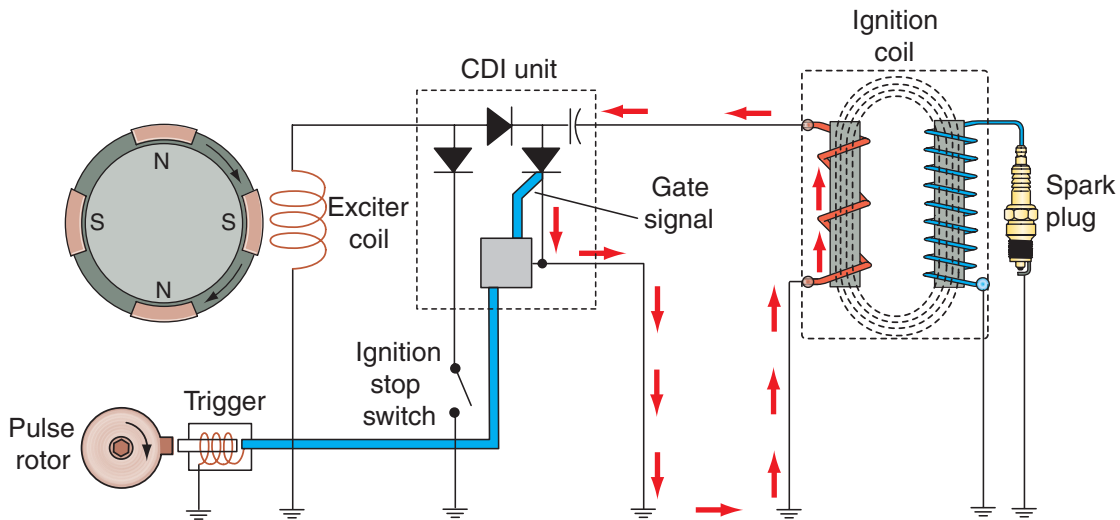 Ignition
coil
CDI unit
N
S
S
N
Exciter
coil
Gate
signal
Spark
plug
Ignition
stop
switch
Trigger
Pulse
rotor